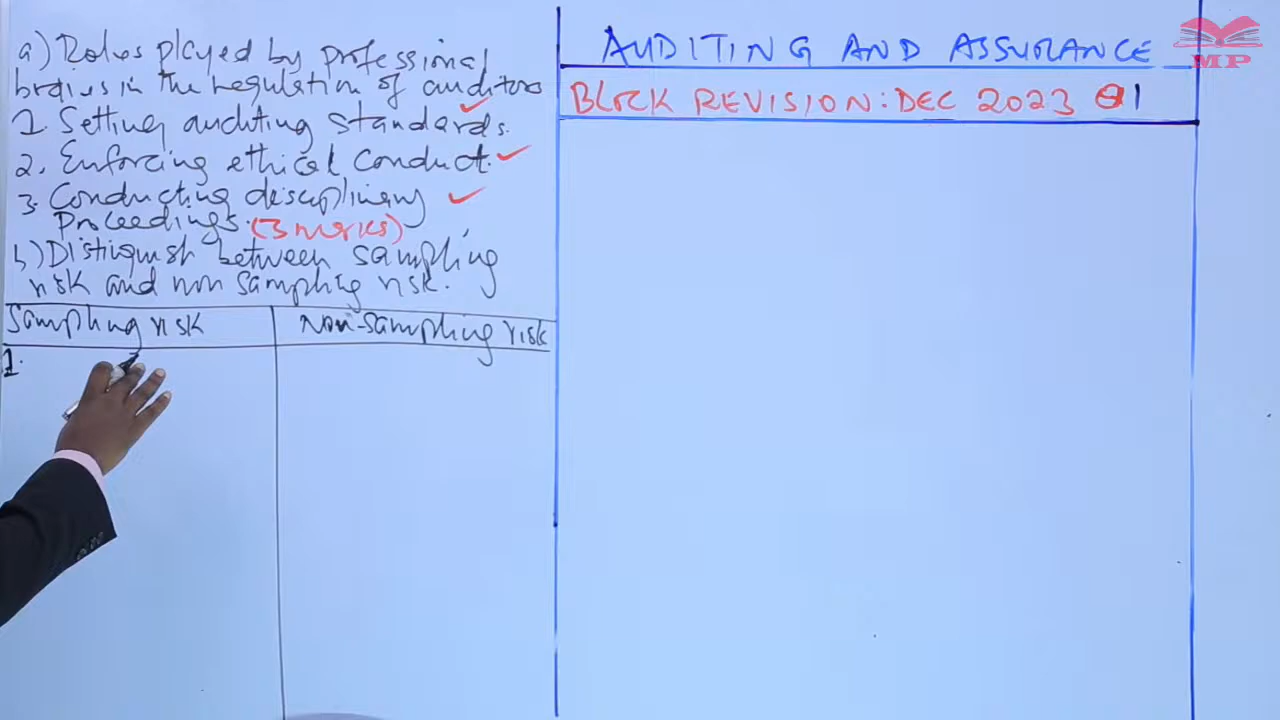 a) Roles played by professional
bodies in the regulation of auditors
1. Setting auditing standards.
2. Enforcing ethical conduct.
3. Conducting disciplinary
Proceedings. (3 marks)
b) Distinguish between sampling
risk and non sampling risk.
Sampling risk
Non-sampling risk
1.
AUDITING AND ASSURANCE
BLOCK REVISION: DEC 2023 Q1
MP